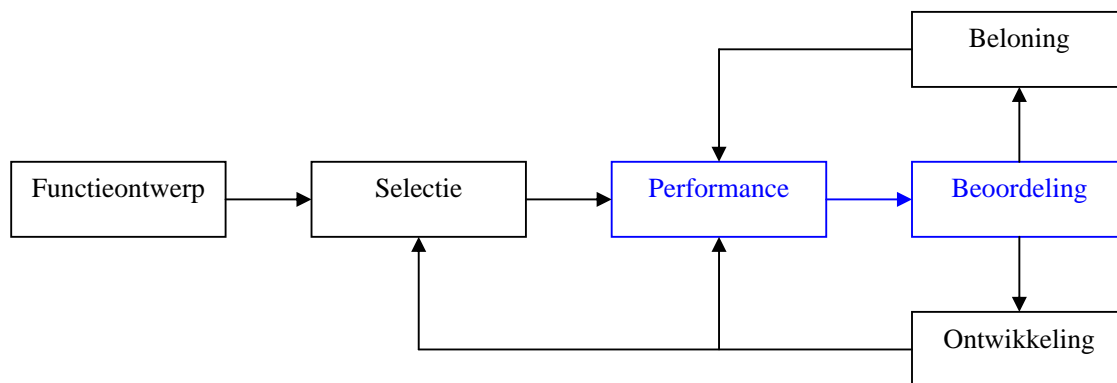 Beloning
Functieontwerp
Selectie
Performance
Beoordeling
Ontwikkeling